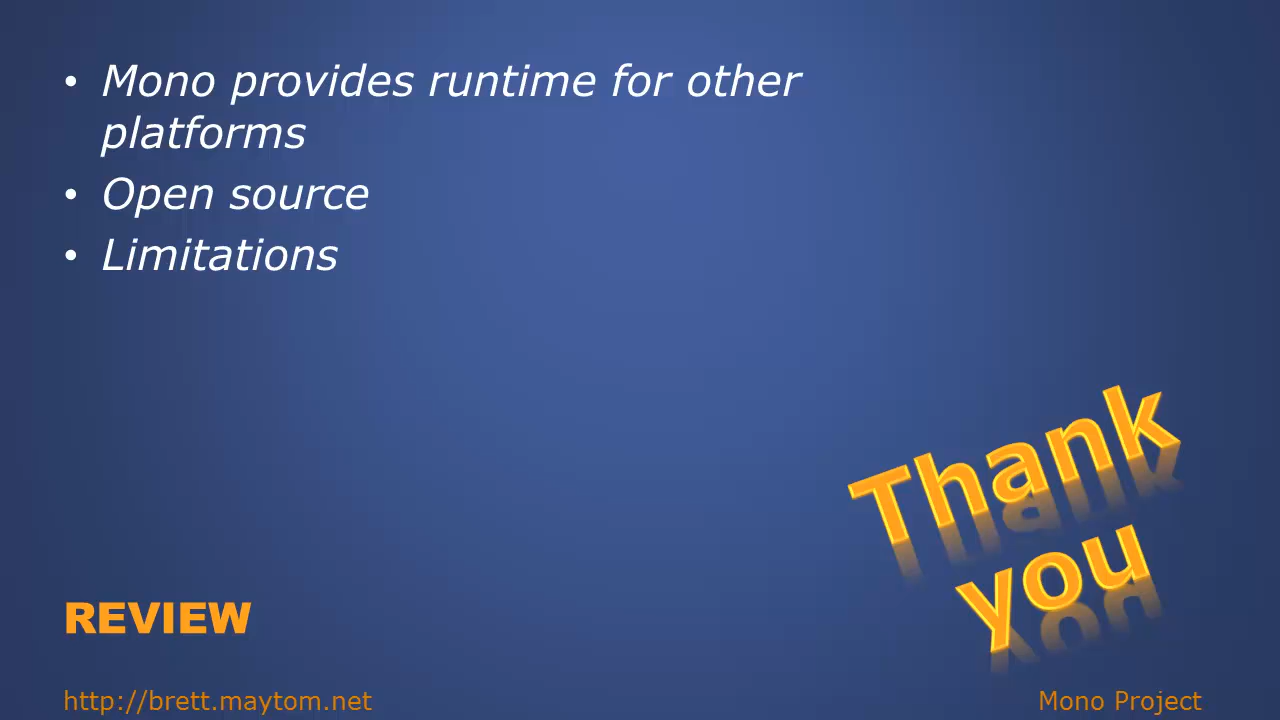 • Mono provides runtime for other
platforms
• Open source
• Limitations
Thank
you
REVIEW
http://brett.maytom.net
Mono Project